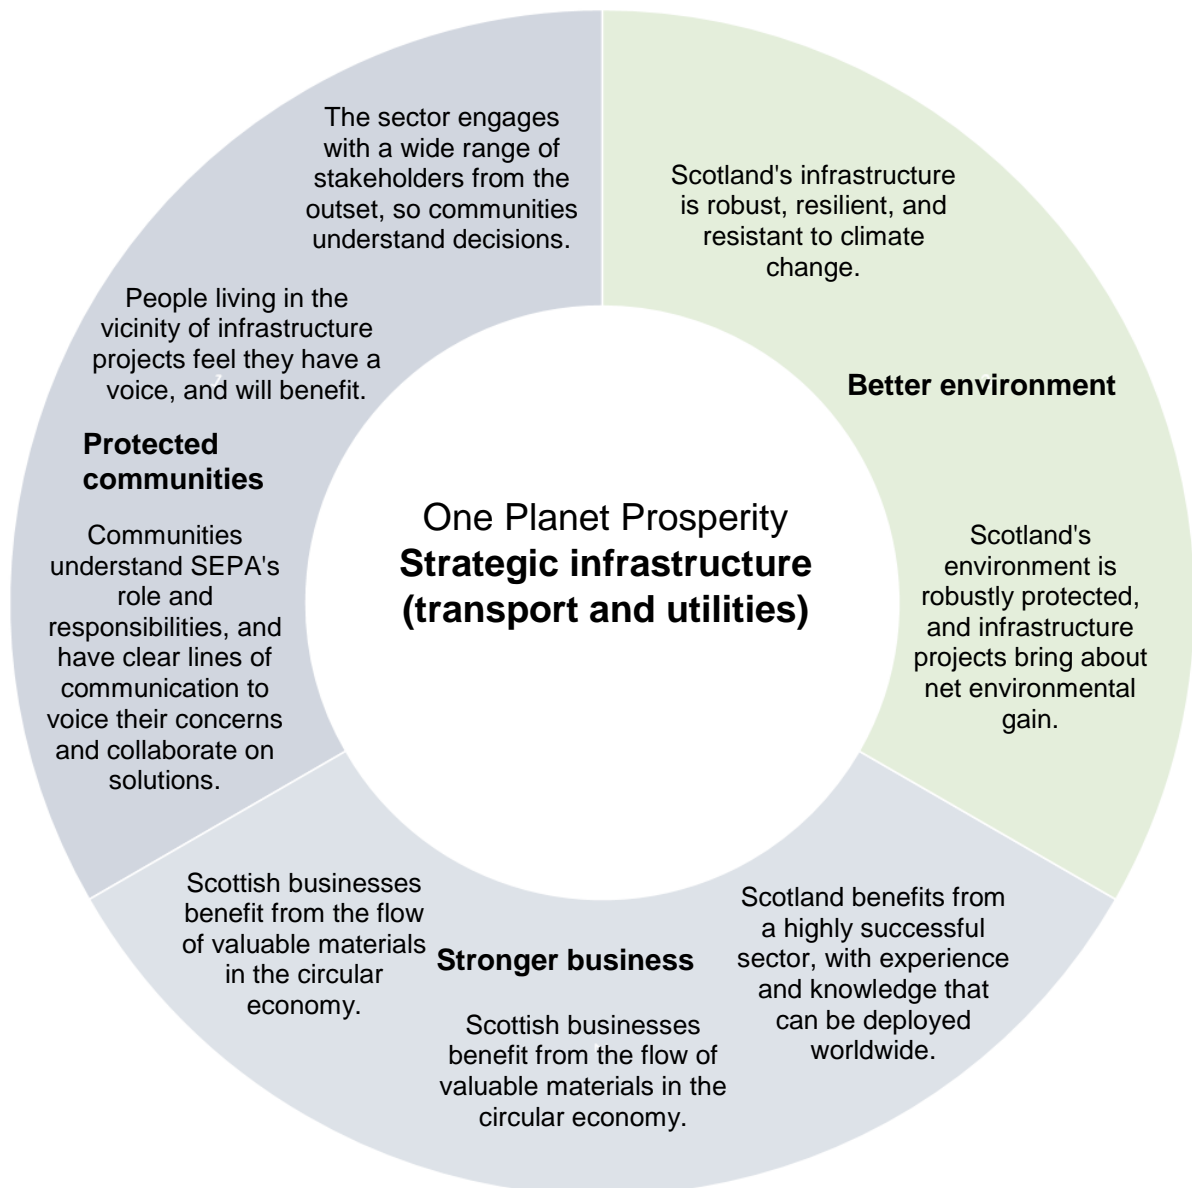 The sector engages
with a wide range of
stakeholders from the
outset, so communities
understand decisions.
Scotland's infrastructure
is robust, resilient, and
resistant to climate
change.
People living in the
vicinity of infrastructure
projects feel they have a
voice, and will benefit.
Better environment
Protected
communities
One Planet Prosperity
Strategic infrastructure
(transport and utilities)
Communities
understand SEPA's
role and
responsibilities, and
have clear lines of
communication to
voice their concerns
and collaborate on
solutions.
Scotland's
environment is
robustly protected,
and infrastructure
projects bring about
net environmental
gain.
Scottish businesses
benefit from the flow
of valuable materials
in the circular
economy.
Stronger business
Scottish businesses
benefit from the flow of
valuable materials in the
circular economy.
Scotland benefits from
a highly successful
sector, with experience
and knowledge that
can be deployed
worldwide.